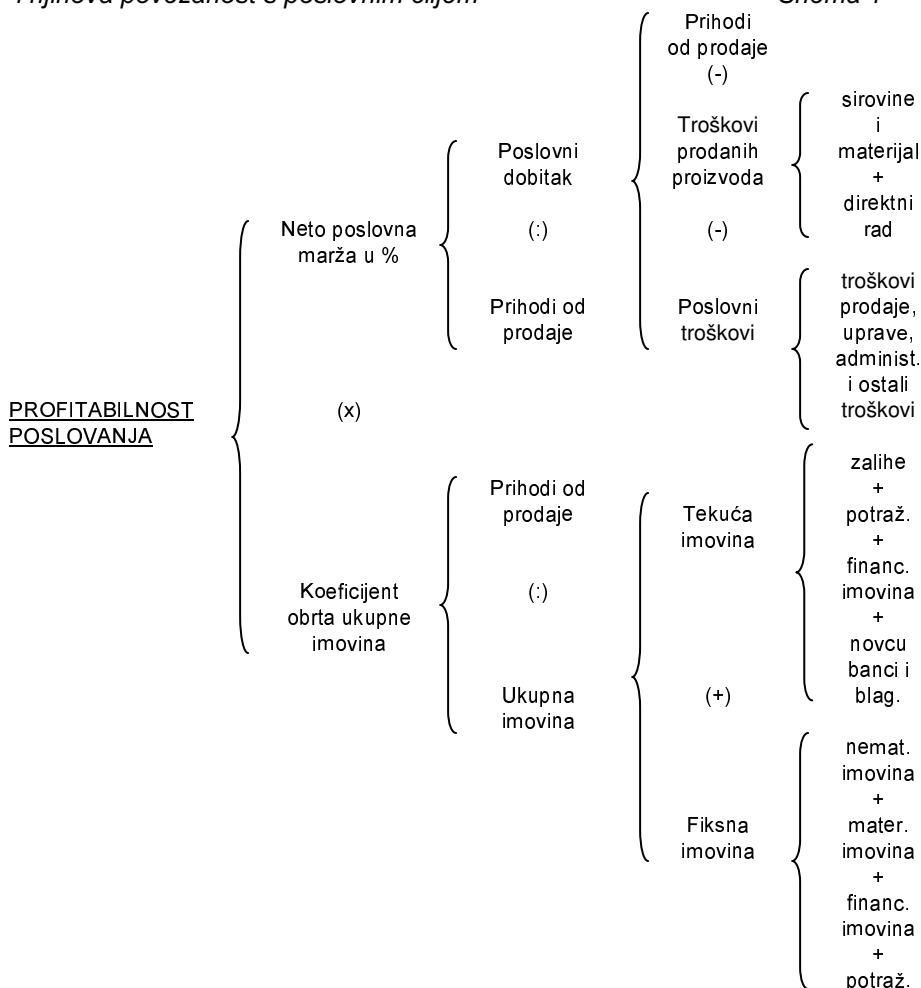 njihova povezanost s poslovnim ciljem
Shema 1
PROFITABILNOST
POSLOVANJA
Neto poslovna
marža u %
(x)
Koeficijent
obrta ukupne
imovina
Poslovni
dobitak
(:)
Prihodi od
prodaje
Prihodi od
prodaje
(:)
Ukupna
imovina
Prihodi
od prodaje
(-)
Troškovi
prodanih
proizvoda
(-)
Poslovni
troškovi
Tekuća
imovina
(+)
Fiksna
imovina
sirovine
i
materijal
+
direktni
rad
troškovi
prodaje,
uprave,
administ.
i ostali
troškovi
zalihe
+
potraž.
+
financ.
imovina
+
novcu
banci i
blag.
nemat.
imovina
+
mater.
imovina
+
financ.
imovina
+
potraž.